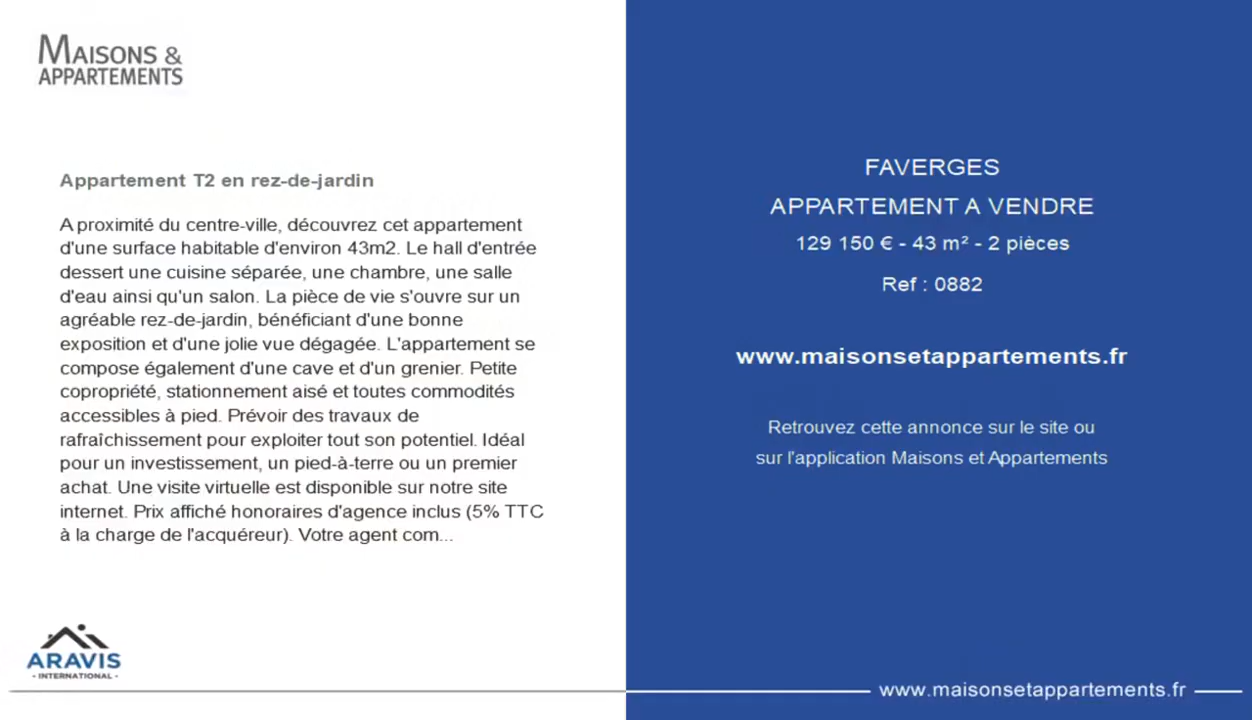 MAISONS &
APPARTEMENTS
Appartement T2 en rez-de-jardin
A proximité du centre-ville, découvrez cet appartement
d'une surface habitable d'environ 43m2. Le hall d'entrée
dessert une cuisine séparée, une chambre, une salle
d'eau ainsi qu'un salon. La pièce de vie s'ouvre sur un
agréable rez-de-jardin, bénéficiant d'une bonne
exposition et d'une jolie vue dégagée. L'appartement se
compose également d'une cave et d'un grenier. Petite
copropriété, stationnement aisé et toutes commodités
accessibles à pied. Prévoir des travaux de
rafraîchissement pour exploiter tout son potentiel. Idéal
pour un investissement, un pied-à-terre ou un premier
achat. Une visite virtuelle est disponible sur notre site
internet. Prix affiché honoraires d'agence inclus (5% TTC
à la charge de l'acquéreur). Votre agent com...
ARAVIS
- INTERNATIONAL -
FAVERGES
APPARTEMENT A VENDRE
129 150 € - 43 m² - 2 pièces
Ref : 0882
www.maisonsetappartements.fr
Retrouvez cette annonce sur le site ou
sur l'application Maisons et Appartements
www.maisonsetappartements.fr